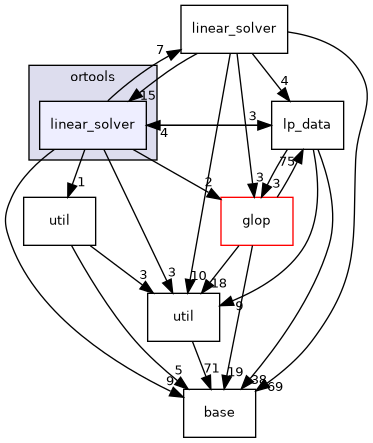 linear_solver
7
ortools
4
15
linear_solver
3
4
lp_data
75
1
2
3
3
util
glop
3
3
10
18
9
util
71
5
9
19
38
69
base